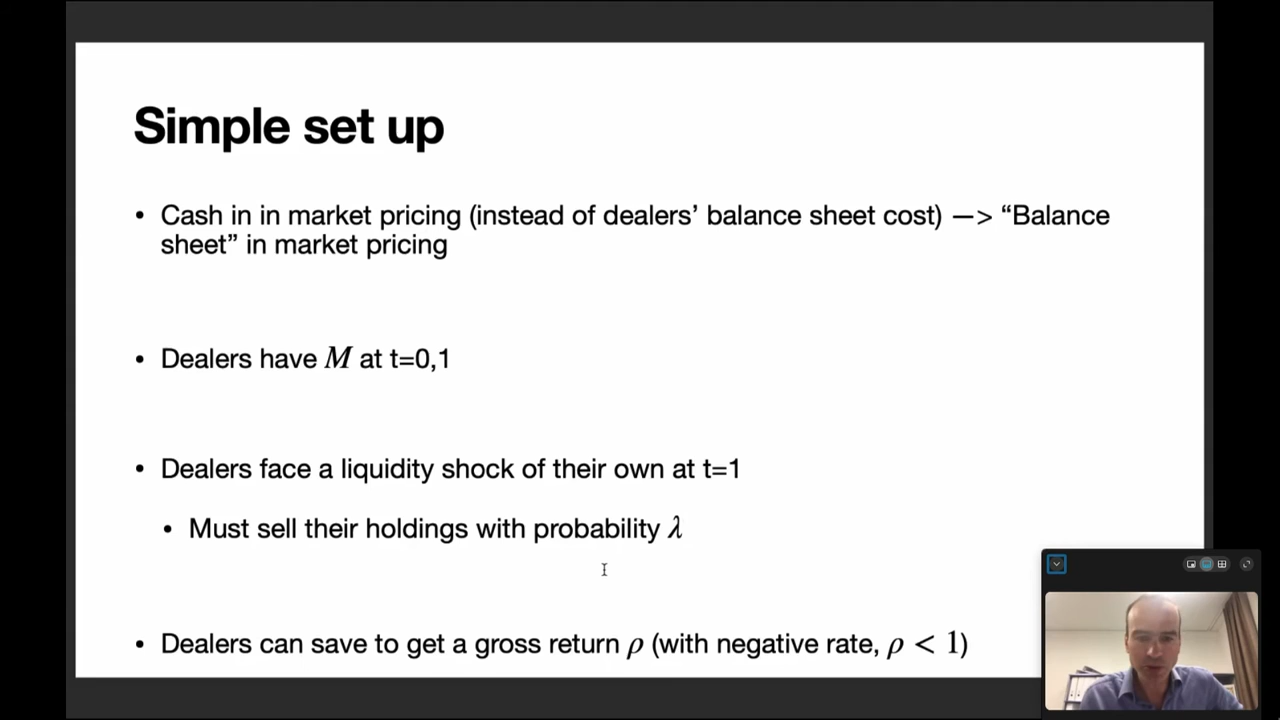 Simple set up
• Cash in in market pricing (instead of dealers’ balance sheet cost) —> “Balance
sheet” in market pricing
• Dealers have M at t=0,1
• Dealers face a liquidity shock of their own at t=1
• Must sell their holdings with probability λ
• Dealers can save to get a gross return ρ (with negative rate, ρ < 1)